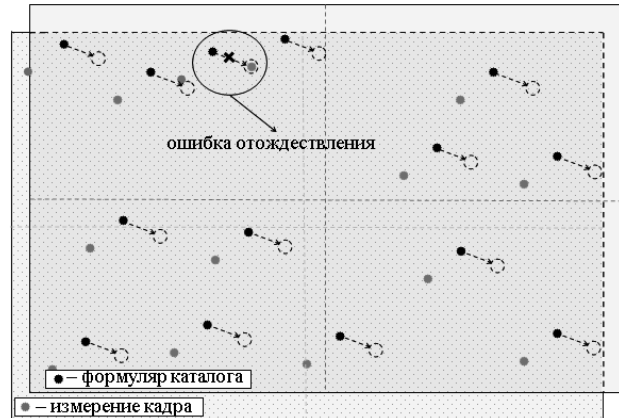 ошибка отождествления
– формуляр каталога
– измерение кадра